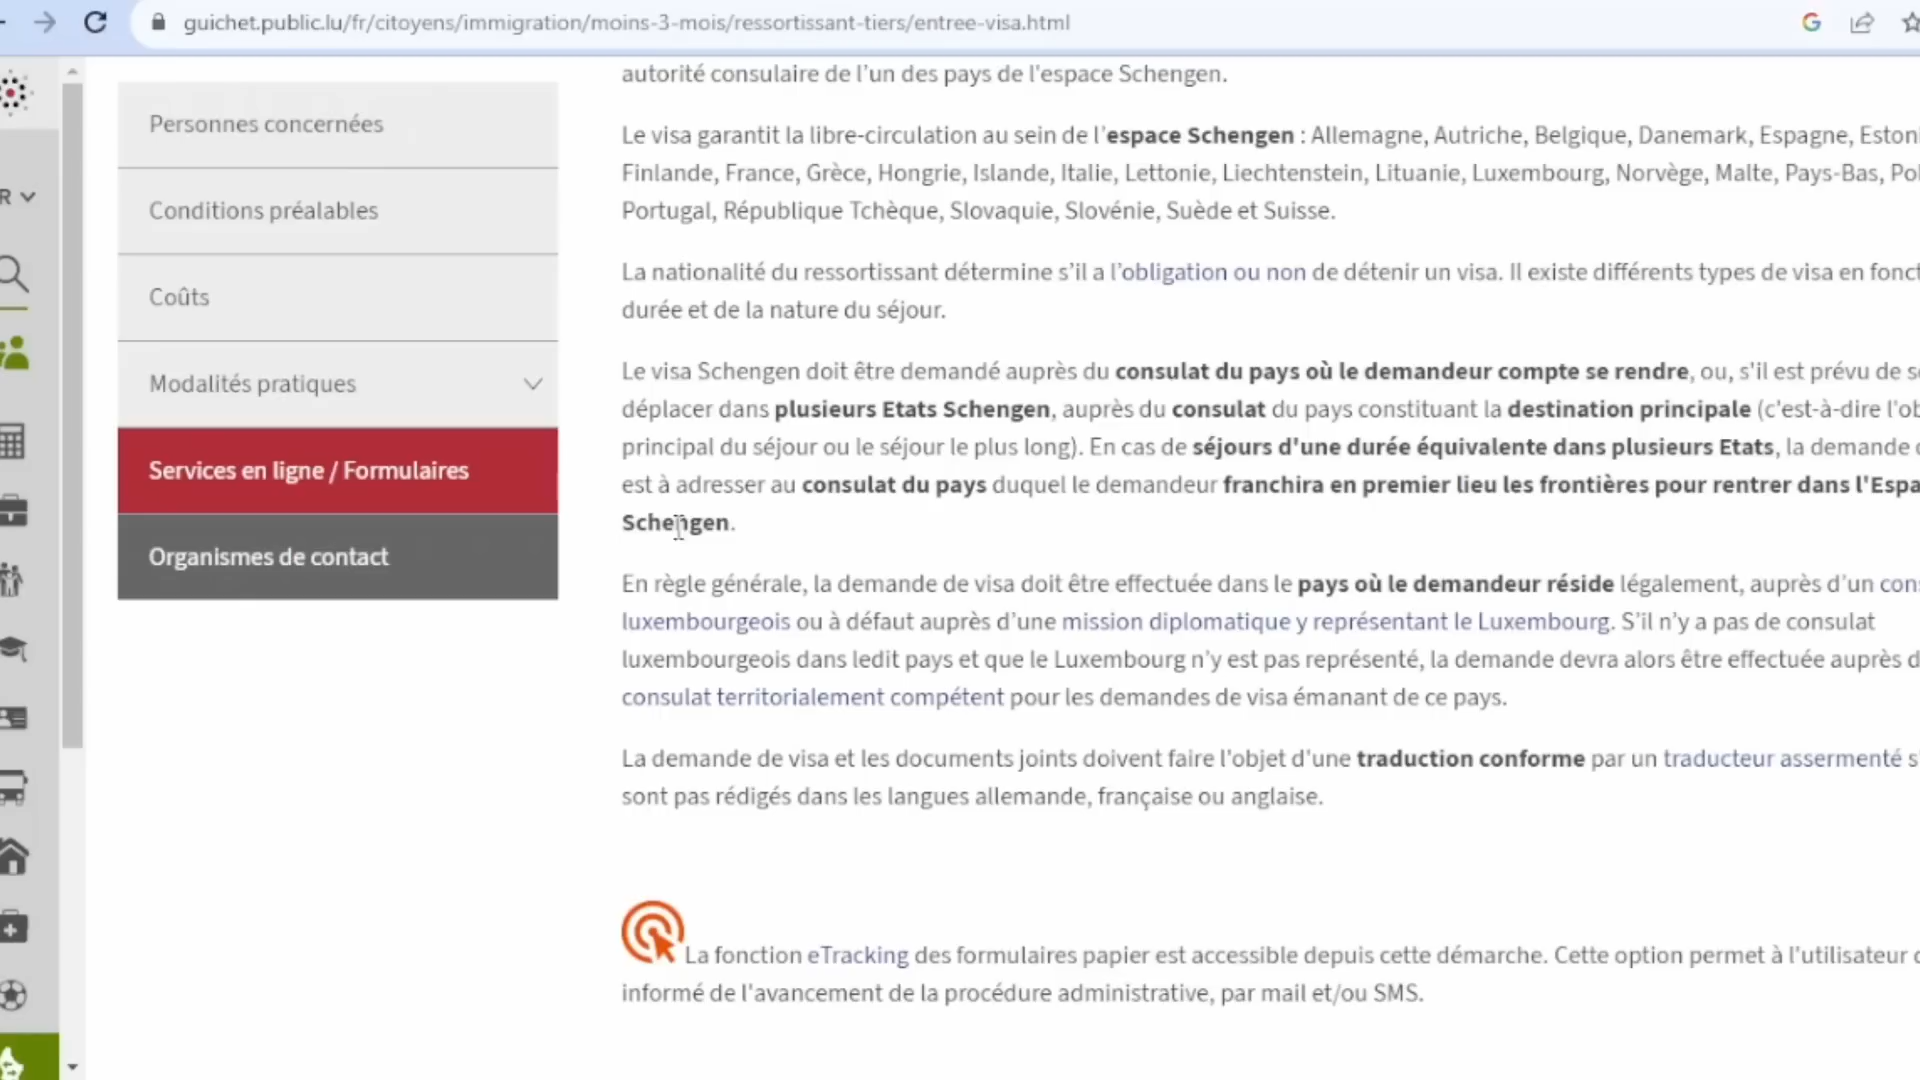 guichet.public.lu/fr/citoyens/immigration/moins-3-mois/ressortissant-tiers/entree-visa.html
R
Personnes concernées
Conditions préalables
Coûts
Modalités pratiques
Services en ligne / Formulaires
Organismes de contact
autorité consulaire de l'un des pays de l'espace Schengen.
Le visa garantit la libre-circulation au sein de l'espace Schengen : Allemagne, Autriche, Belgique, Danemark, Espagne, Eston
Finlande, France, Grèce, Hongrie, Islande, Italie, Lettonie, Liechtenstein, Lituanie, Luxembourg, Norvège, Malte, Pays-Bas, Pol
Portugal, République Tchèque, Slovaquie, Slovénie, Suède et Suisse.
La nationalité du ressortissant détermine s'il a l'obligation ou non de détenir un visa. Il existe différents types de visa en fonct
durée et de la nature du séjour.
Le visa Schengen doit être demandé auprès du consulat du pays où le demandeur compte se rendre, ou, s'il est prévu de s
déplacer dans plusieurs Etats Schengen, auprès du consulat du pays constituant la destination principale (c'est-à-dire l'ob
principal du séjour ou le séjour le plus long). En cas de séjours d'une durée équivalente dans plusieurs Etats, la demande
est à adresser au consulat du pays duquel le demandeur franchira en premier lieu les frontières pour rentrer dans l'Espa
Schengen.
En règle générale, la demande de visa doit être effectuée dans le pays où le demandeur réside légalement, auprès d'un con
luxembourgeois ou à défaut auprès d'une mission diplomatique y représentant le Luxembourg. S'il n'y a pas de consulat
luxembourgeois dans ledit pays et que le Luxembourg n'y est pas représenté, la demande devra alors être effectuée auprès d
consulat territorialement compétent pour les demandes de visa émanant de ce pays.
La demande de visa et les documents joints doivent faire l'objet d'une traduction conforme par un traducteur assermenté s
sont pas rédigés dans les langues allemande, française ou anglaise.
La fonction eTracking des formulaires papier est accessible depuis cette démarche. Cette option permet à l'utilisateur
informé de l'avancement de la procédure administrative, par mail et/ou SMS.